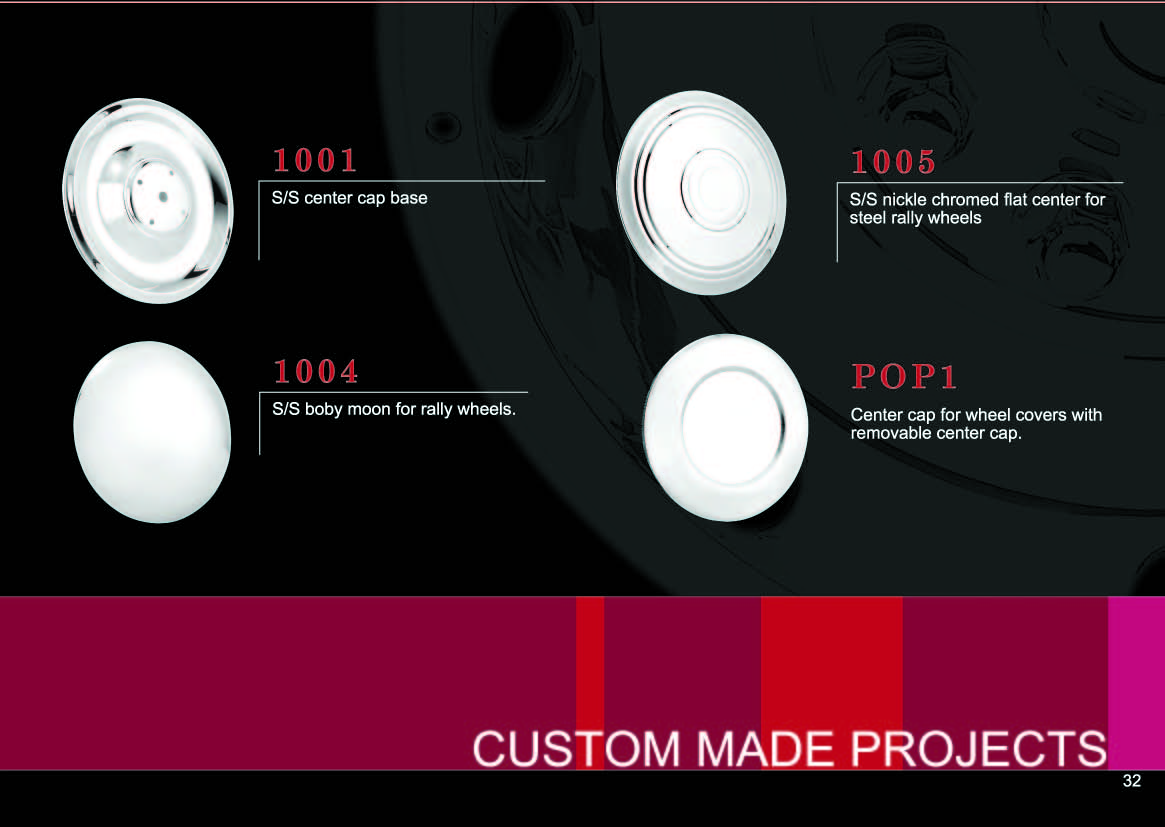 1001
S/S center cap base
1005
S/S nickle chromed flat center for
steel rally wheels
1004
S/S boby moon for rally wheels.
POP1
Center cap for wheel covers with
removable center cap.
CUSTOM MADE PROJECTS
32